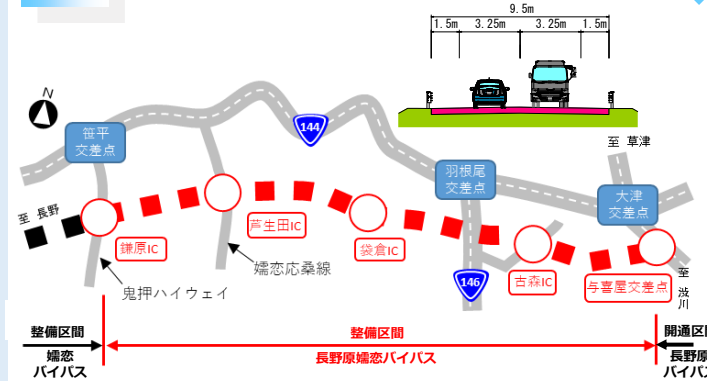 9.5m
1.5m 3.25m 3.25m 1.5m
N
144
笹平
交差点
至 草津
羽根尾
交差点
大津
交差点
至 長野
鎌原IC
芦生田IC
袋倉IC
古森IC
与喜屋交差点
鬼押ハイウェイ
嬬恋応桑線
146
至 渋川
整備区間
嬬恋
バイパス
整備区間
長野原嬬恋バイパス
開通区間
長野原
バイパス